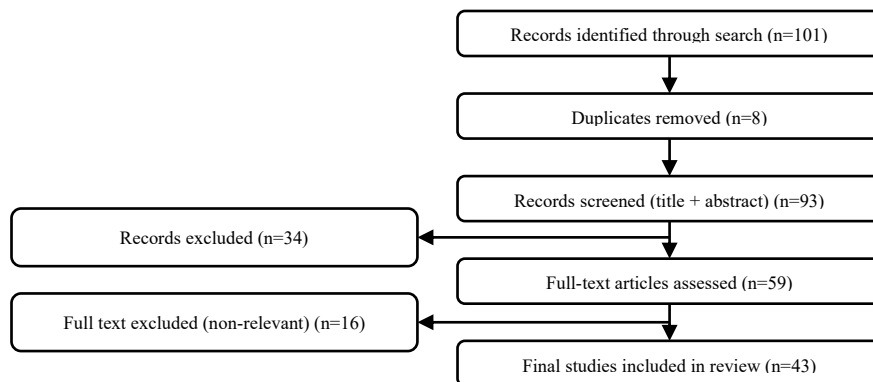 Records identified through search (n=101)
Duplicates removed (n=8)
Records screened (title + abstract) (n=93)
Records excluded (n=34)
Full-text articles assessed (n=59)
Full text excluded (non-relevant) (n=16)
Final studies included in review (n=43)